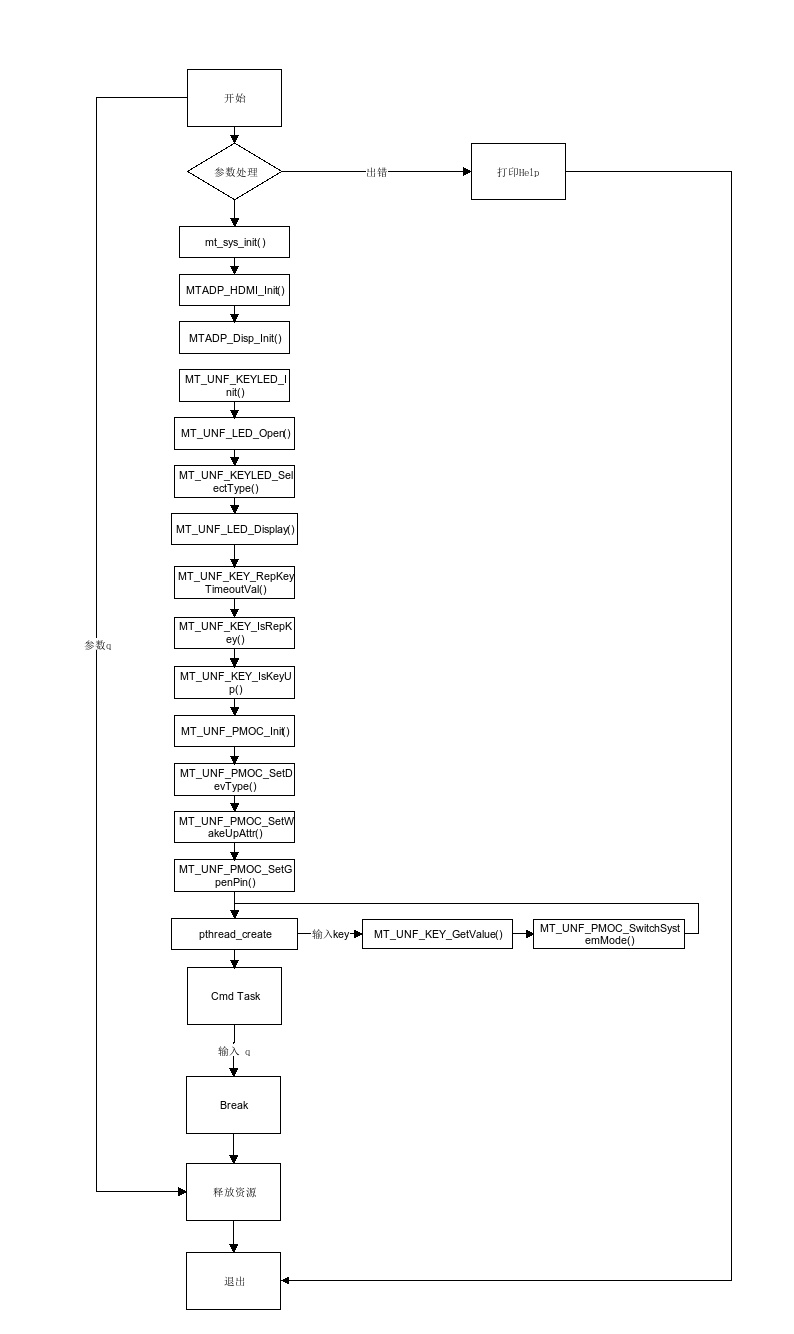 开始
参数处理
出错
打印Help
mt_sys_init()
MTADP_HDMI_Init()
MTADP_Disp_Init()
MT_UNF_KEYLED_I
nit()
MT_UNF_LED_Open()
MT_UNF_KEYLED_Sel
ectType()
MT_UNF_LED_Display()
MT_UNF_KEY_RepKey
TimeoutVal()
MT_UNF_KEY_IsRepK
ey()
参数q
MT_UNF_KEY_IsKeyU
p()
MT_UNF_PMOC_Init()
MT_UNF_PMOC_SetD
evType()
MT_UNF_PMOC_SetW
akeUpAttr()
MT_UNF_PMOC_SetG
penPin()
pthread_create
输入key
MT_UNF_KEY_GetValue()
MT_UNF_PMOC_SwitchSyst
emMode()
Cmd Task
输入 q
Break
释放资源
退出